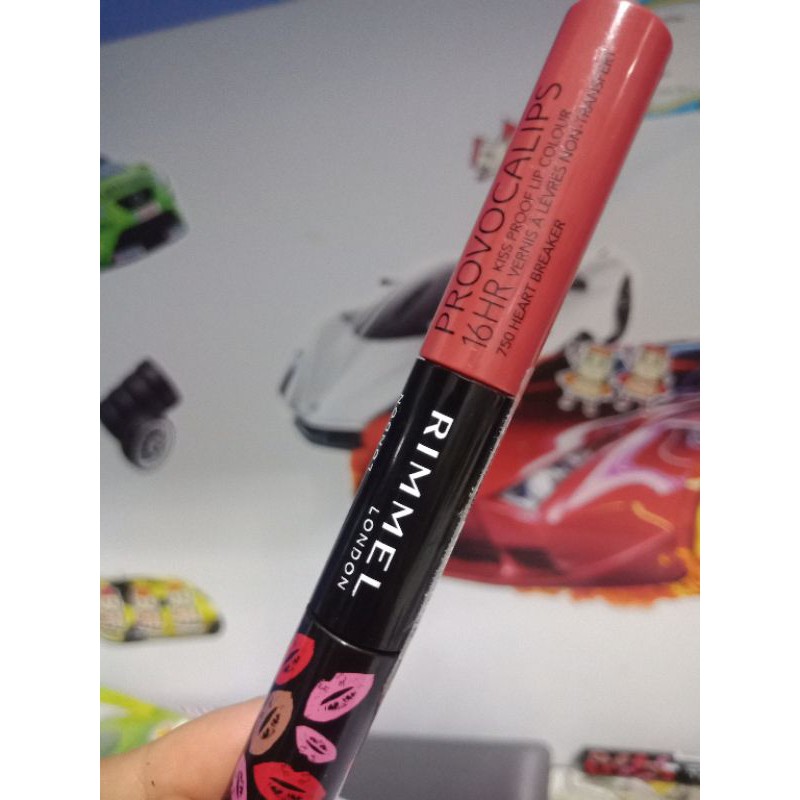 PROVOCALIPS
16HR KISS PROOF LIP COLOUR
VERNIS À LÈVRES NON-TRANSFERT
750 HEART BREAKER
RIMMEL
LONDON